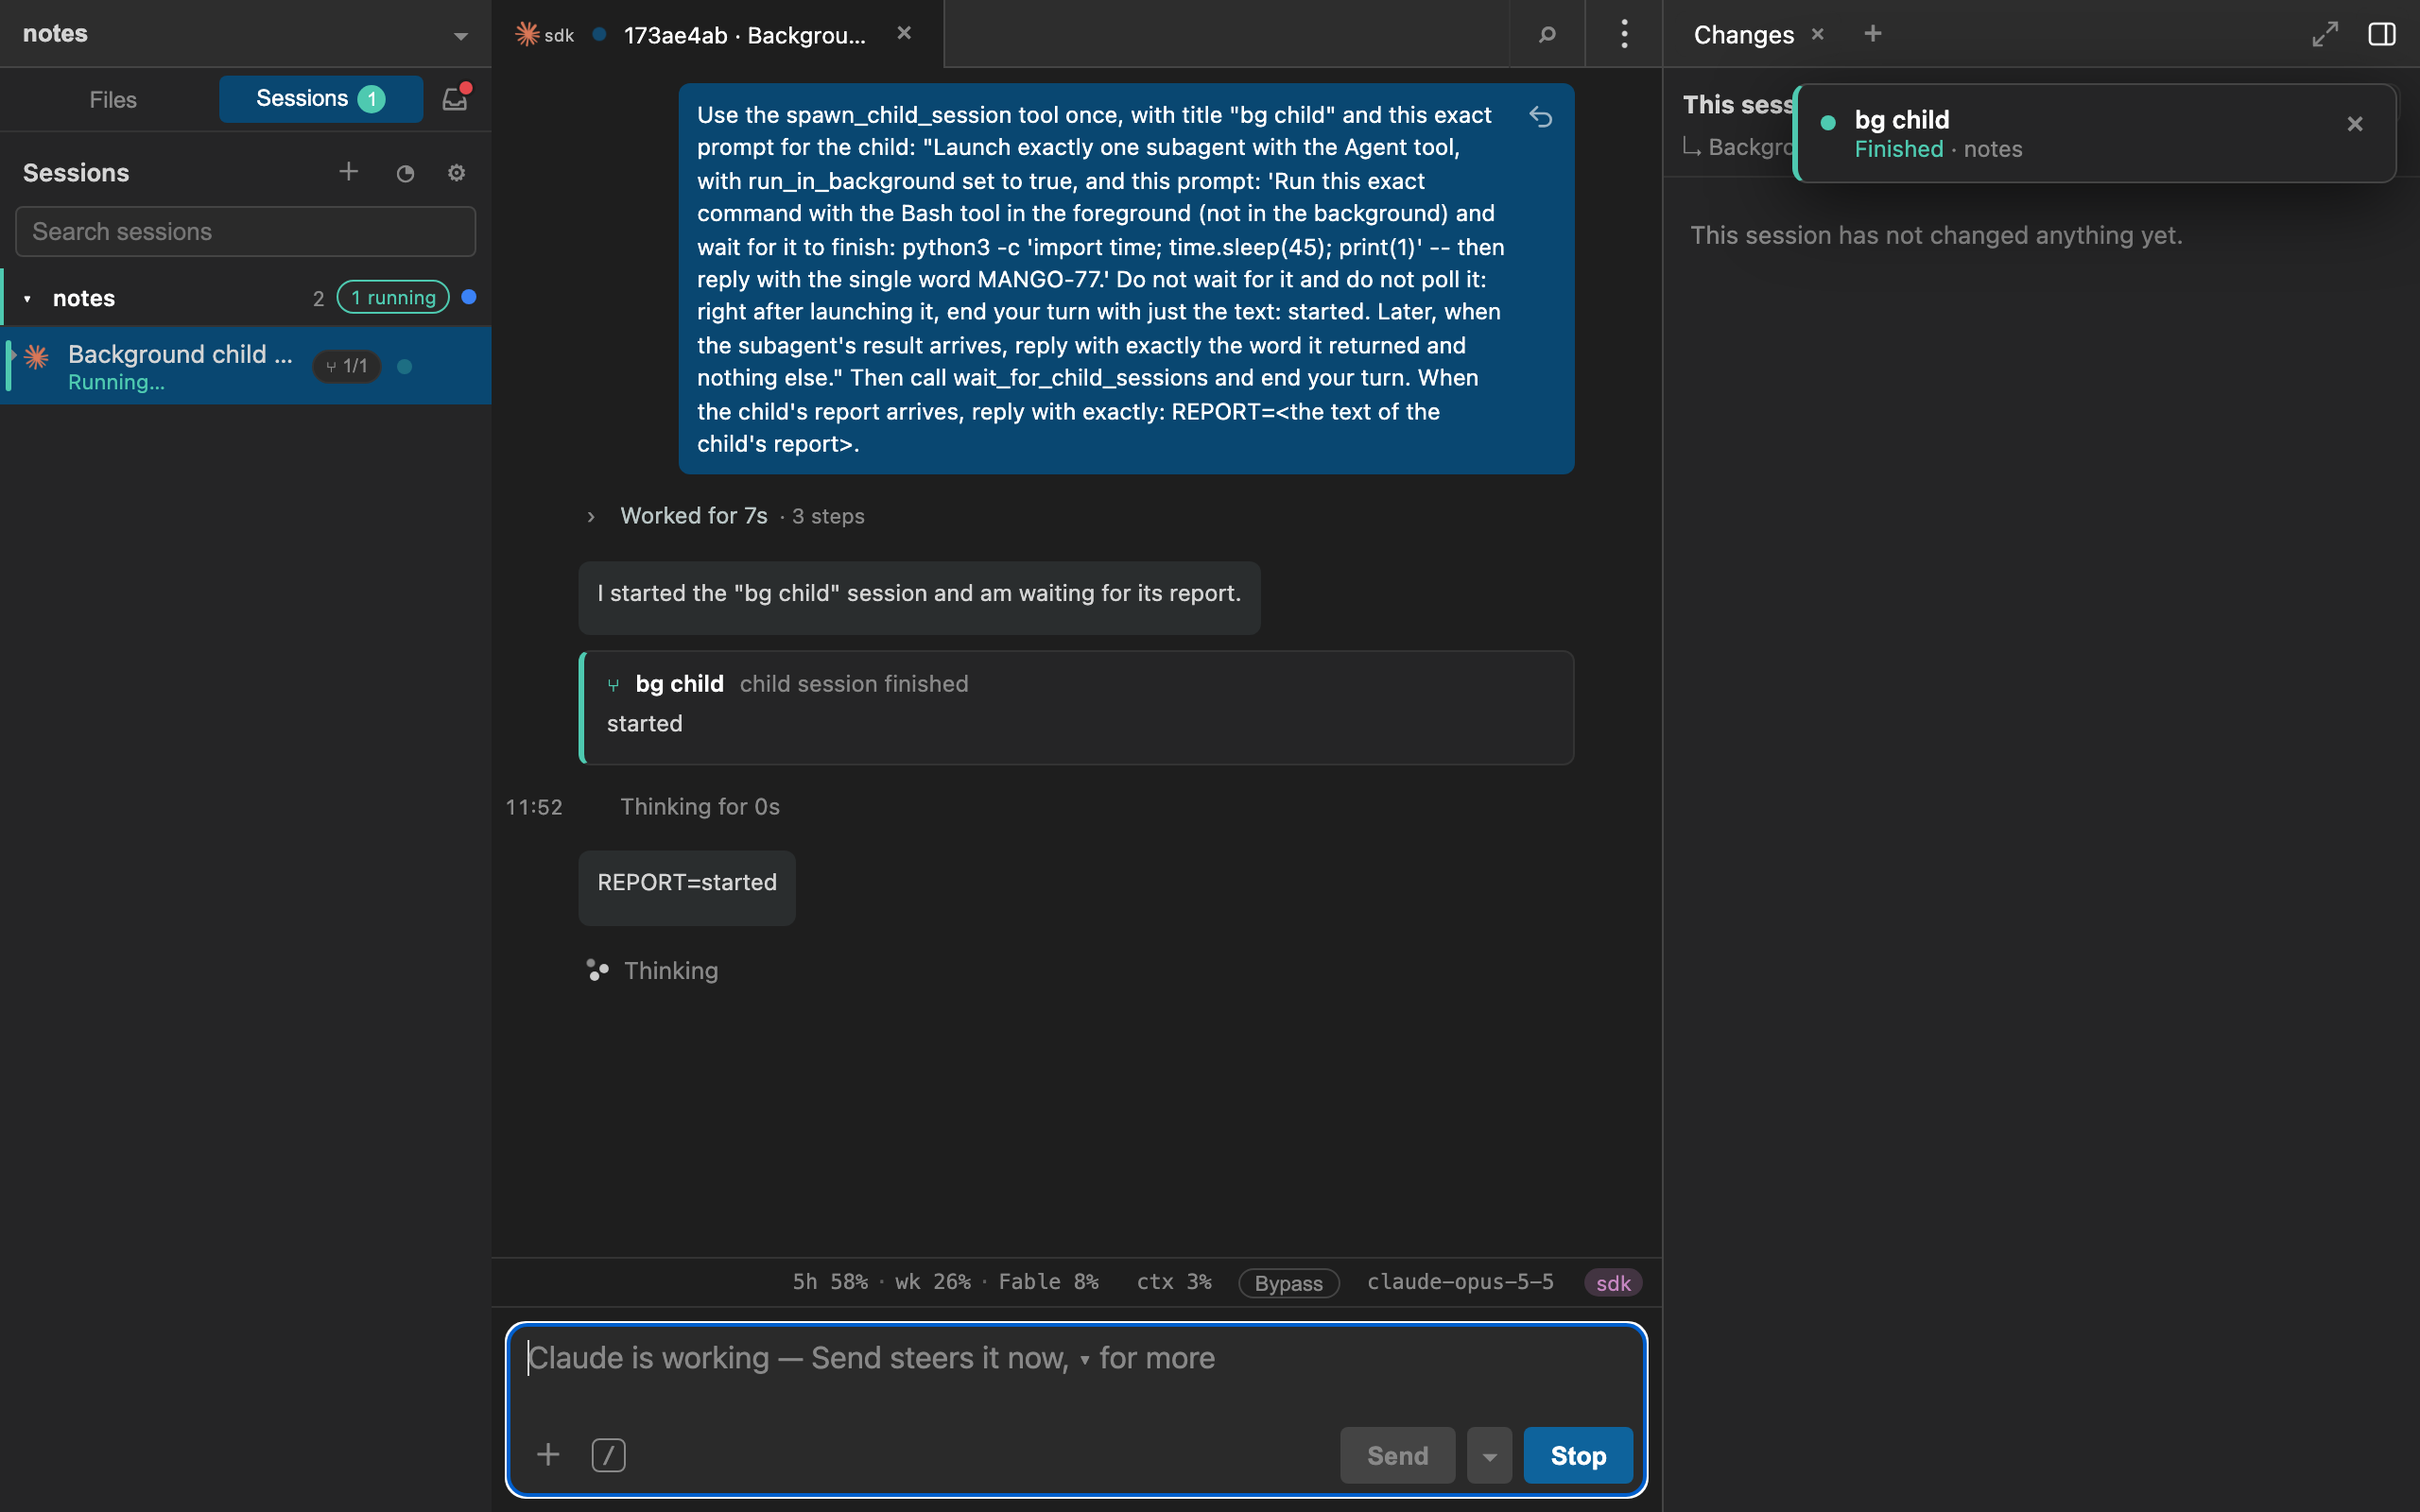 notes
Files
Sessions 1
Sessions
Search sessions
notes
2
1 running
Background child ...
1/1
Running...
sdk
173ae4ab · Backgrou...
Use the spawn_child_session tool once, with title "bg child" and this exact
prompt for the child: "Launch exactly one subagent with the Agent tool,
with run_in_background set to true, and this prompt: 'Run this exact
command with the Bash tool in the foreground (not in the background) and
wait for it to finish: python3 -c 'import time; time.sleep(45); print(1)' -- then
reply with the single word MANGO-77.' Do not wait for it and do not poll it:
right after launching it, end your turn with just the text: started. Later, when
the subagent's result arrives, reply with exactly the word it returned and
nothing else." Then call wait_for_child_sessions and end your turn. When
the child's report arrives, reply with exactly: REPORT=<the text of the
child's report>.
Worked for 7s · 3 steps
I started the "bg child" session and am waiting for its report.
bg child child session finished
started
11:52
Thinking for 0s
REPORT=started
Thinking
5h 58% · wk 26% · Fable 8%
ctx 3%
Bypass
claude-opus-5-5
sdk
Claude is working — Send steers it now, ▾ for more
/
Send
Stop
Changes
This sess
Backgro
bg child
Finished · notes
This session has not changed anything yet.